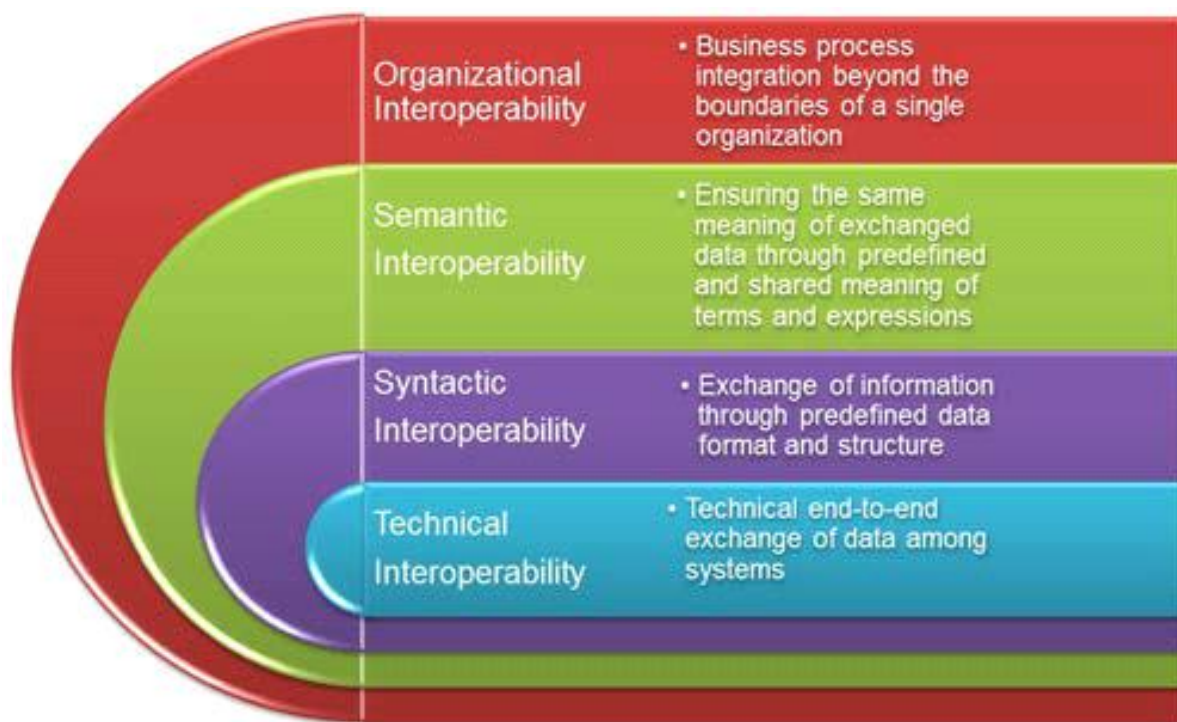 Organizational
Interoperability
• Business process
integration beyond the
boundaries of a single
organization
Semantic
Interoperability
• Ensuring the same
meaning of exchanged
data through predefined
and shared meaning of
terms and expressions
Syntactic
Interoperability
• Exchange of information
through predefined data
format and structure
Technical
Interoperability
• Technical end-to-end
exchange of data among
systems